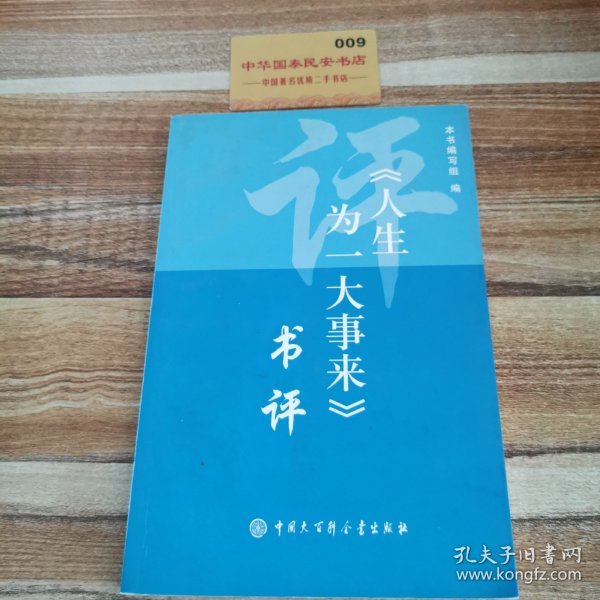 009
中华国泰民安书店
——中国著名优质二手书店——
评
本书编写组 编
《人生
为一大事来》
书评
中国大百科全书出版社
孔夫子旧书网
www.kongfz.com